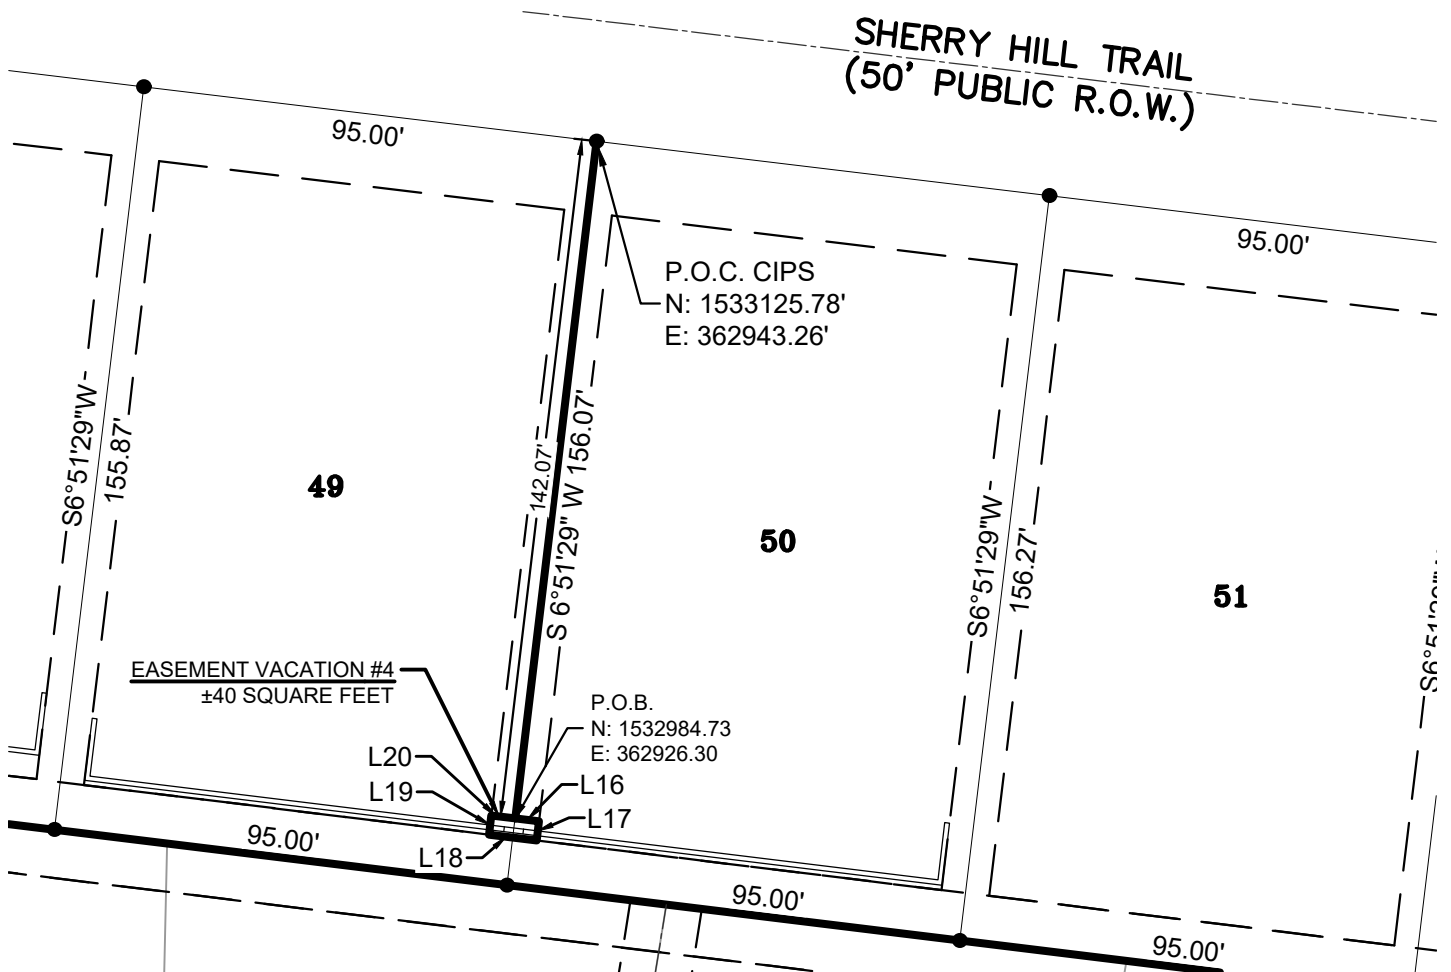 SHERRY HILL TRAIL
(50' PUBLIC R.O.W.)
95.00'
95.00'
P.O.C. CIPS
N: 1533125.78'
E: 362943.26'
S6°51'29"W
155.87'
49
142.07'
S 6°51'29" W 156.07'
50
S6°51'29"W
156.27'
51
EASEMENT VACATION #4
±40 SQUARE FEET
P.O.B.
N: 1532984.73
E: 362926.30
L20
L19
L16
L17
L18
95.00'
95.00'
95.00'